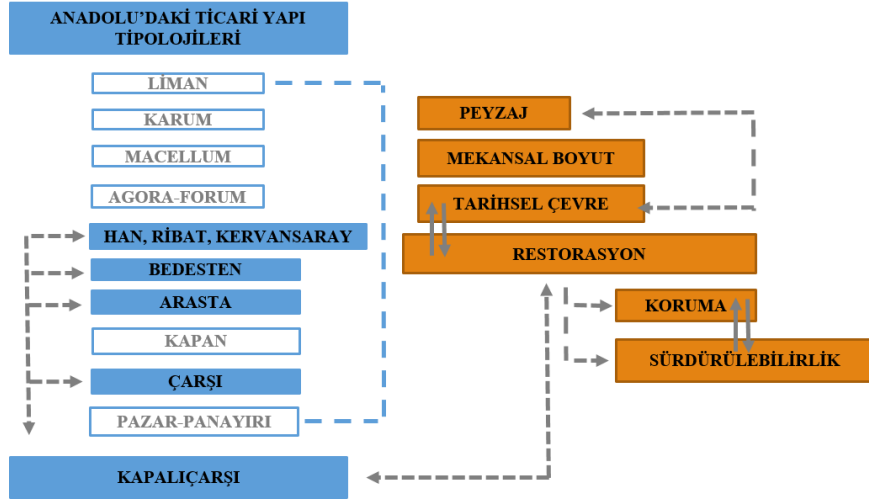 ANADOLU’DAKİ TİCARİ YAPI
TİPOLOJİLERİ
LİMAN
KARUM
MACELLUM
AGORA-FORUM
HAN, RİBAT, KERVANSARAY
BEDESTEN
ARASTA
KAPAN
ÇARŞI
PAZAR-PANAYIRI
KAPALIÇARŞI
PEYZAJ
MEKANSAL BOYUT
TARİHSEL ÇEVRE
RESTORASYON
KORUMA
SÜRDÜRÜLEBİLİRLİK